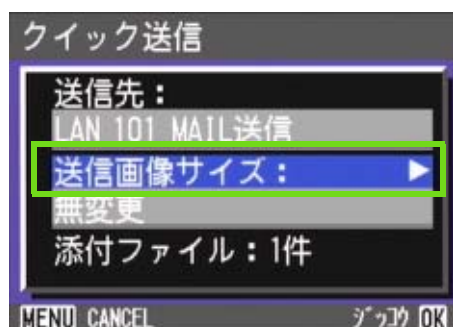 クイック送信
送信先：
LAN 101 MAIL送信
送信画像サイズ：
無変更
添付ファイル：1件
MENU CANCEL ｼﾞｯｺｳ OK